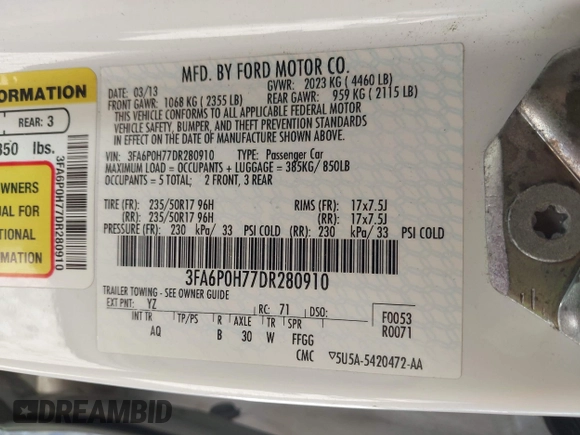 MFD. BY FORD MOTOR CO.
DATE: 03/13 GVWR: 2023 KG ( 4460 LB)
FRONT GAWR: 1068 KG ( 2355 LB) REAR GAWR: 959 KG ( 2115 LB)
THIS VEHICLE CONFORMS TO ALL APPLICABLE FEDERAL MOTOR
VEHICLE SAFETY, BUMPER, AND THEFT PREVENTION STANDARDS
IN EFFECT ON THE DATE OF MANUFACTURE SHOWN ABOVE.
VIN: 3FA6P0H77DR280910 TYPE: Passenger Car
MAXIMUM LOAD = OCCUPANTS + LUGGAGE = 385KG/ 850LB
OCCUPANTS = 5 TOTAL; 2 FRONT, 3 REAR
TIRE (FR): 235/50R17 96H RIMS (FR): 17x7.5J
(RR): 235/50R17 96H (RR): 17x7.5J
PRESSURE (FR): 230 kPa/ 33 PSI COLD (RR): 230 kPa/ 33 PSI COLD
3FA6P0H77DR280910
TRAILER TOWING - SEE OWNER GUIDE
EXT PNT: YZ RC: 71 DSO: F0053
INT TR TP/PS R AXLE TR SPR R0071
AQ B 30 W FFGG
CMC 5U5A-5420472-AA
FORMATION
REAR: 3
850 lbs.
WNERS
UAL FOR
TIONAL
MATION
3FA6P0H77DR280910
DREAMBID